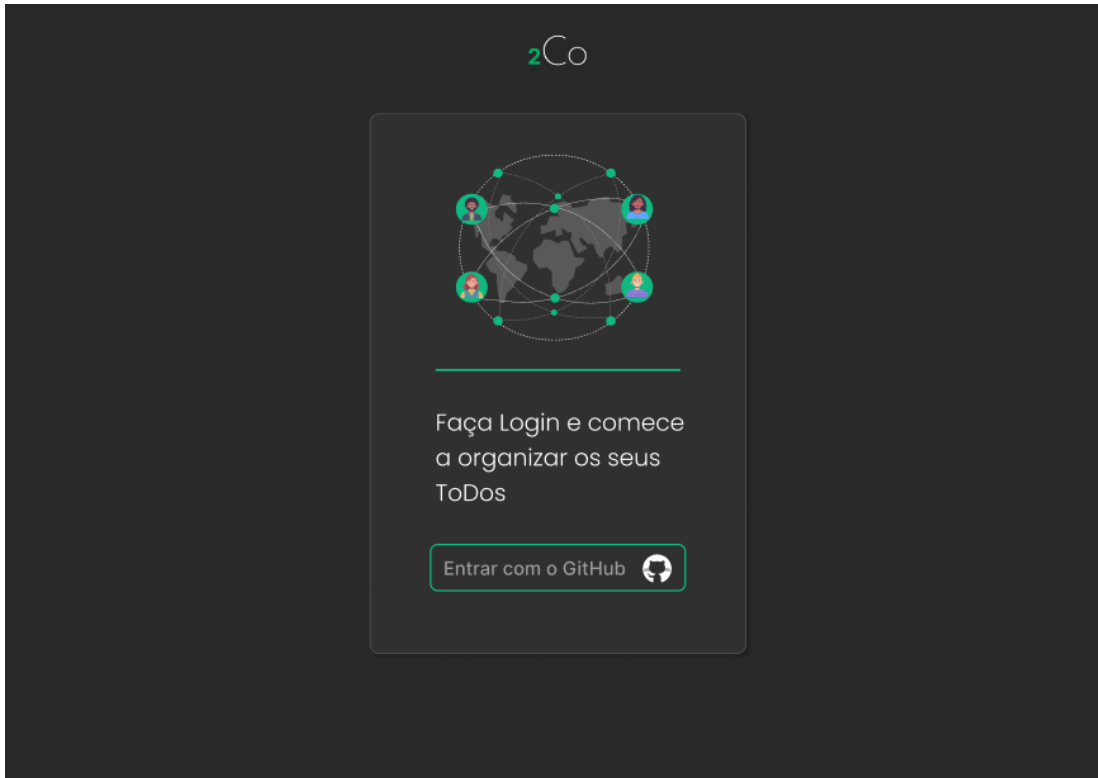 2Co
Faça Login e comece
a organizar os seus
ToDos
Entrar com o GitHub